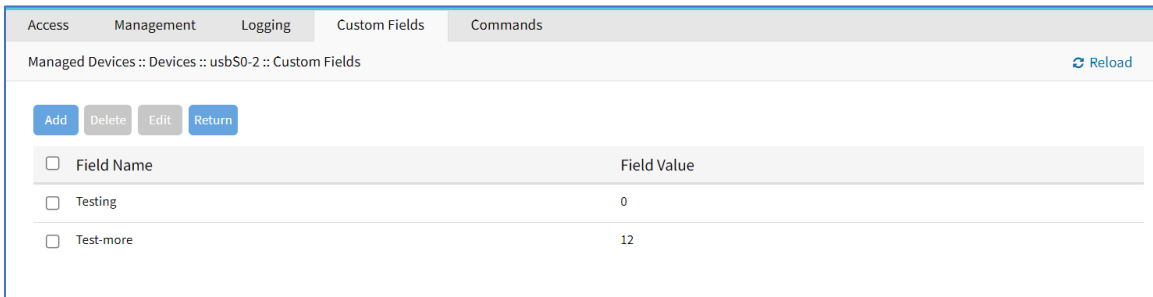 Access Management Logging Custom Fields Commands
Managed Devices :: Devices :: usbS0-2 :: Custom Fields Reload
Add Delete Edit Return
Field Name Field Value
Testing 0
Test-more 12